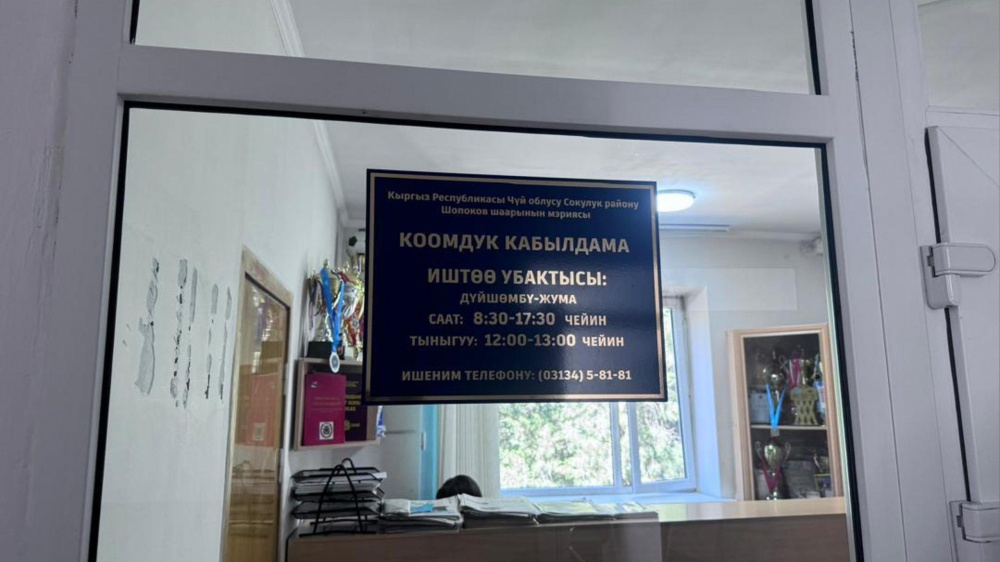 Кыргыз Республикасы Чүй облусу Сокулук району
Шопоков шаарынын мэриясы
КООМДУК КАБЫЛДАМА
ИШТӨӨ УБАКТЫСЫ:
ДҮЙШӨМБҮ-ЖУМА
СААТ: 8:30-17:30 ЧЕЙИН
ТЫНЫГУУ: 12:00-13:00 ЧЕЙИН
ИШЕНИМ ТЕЛЕФОНУ: (03134) 5-81-81